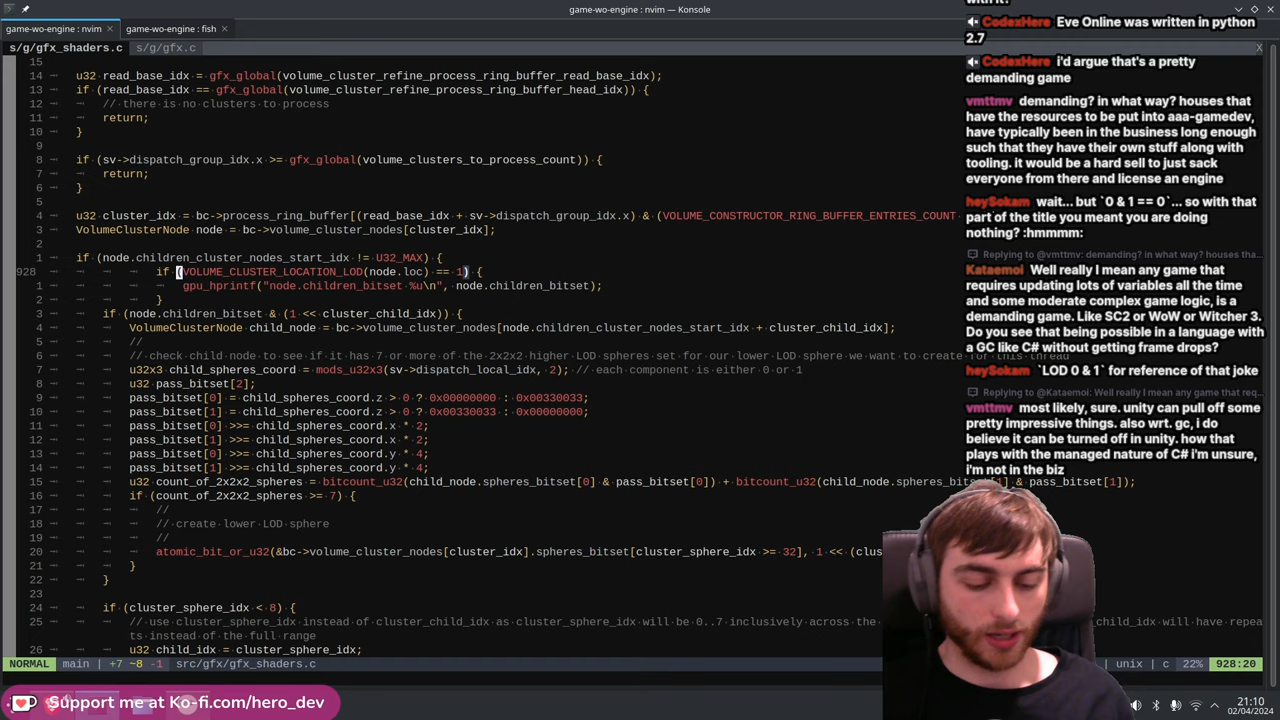 game-wo-engine : nvim — Konsole
game-wo-engine : nvim
game-wo-engine : fish
s/g/gfx_shaders.c s/g/gfx.c X
15
14 u32 read_base_idx = gfx_global(volume_cluster_refine_process_ring_buffer_read_base_idx);
13 if (read_base_idx == gfx_global(volume_cluster_refine_process_ring_buffer_head_idx)) {
12 // there is no clusters to process
11 return;
10 }
9
8 if (sv->dispatch_group_idx.x >= gfx_global(volume_clusters_to_process_count)) {
7 return;
6 }
5
4 u32 cluster_idx = bc->process_ring_buffer[(read_base_idx + sv->dispatch_group_idx.x) & (VOLUME_CONSTRUCTOR_RING_BUFFER_ENTRIES_COUNT
3 VolumeClusterNode node = bc->volume_cluster_nodes[cluster_idx];
2
1 if (node.children_cluster_nodes_start_idx != U32_MAX) {
928 if (VOLUME_CLUSTER_LOCATION_LOD(node.loc) == 1) {
1 gpu_hprintf("node.children_bitset %u\n", node.children_bitset);
2 }
3 if (node.children_bitset & (1 << cluster_child_idx)) {
4 VolumeClusterNode child_node = bc->volume_cluster_nodes[node.children_cluster_nodes_start_idx + cluster_child_idx];
5 //
6 // check child node to see if it has 7 or more of the 2x2x2 higher LOD spheres set for our lower LOD sphere we want to create for this thread
7 u32x3 child_spheres_coord = mods_u32x3(sv->dispatch_local_idx, 2); // each component is either 0 or 1
8 u32 pass_bitset[2];
9 pass_bitset[0] = child_spheres_coord.z > 0 ? 0x00000000 : 0x00330033;
10 pass_bitset[1] = child_spheres_coord.z > 0 ? 0x00330033 : 0x00000000;
11 pass_bitset[0] >>= child_spheres_coord.x * 2;
12 pass_bitset[1] >>= child_spheres_coord.x * 2;
13 pass_bitset[0] >>= child_spheres_coord.y * 4;
14 pass_bitset[1] >>= child_spheres_coord.y * 4;
15 u32 count_of_2x2x2_spheres = bitcount_u32(child_node.spheres_bitset[0] & pass_bitset[0]) + bitcount_u32(child_node.spheres_bitset[1] & pass_bitset[1]);
16 if (count_of_2x2x2_spheres >= 7) {
17 //
18 // create lower LOD sphere
19 //
20 atomic_bit_or_u32(&bc->volume_cluster_nodes[cluster_idx].spheres_bitset[cluster_sphere_idx >= 32], 1 << (clus
21 }
22 }
23
24 if (cluster_sphere_idx < 8) {
25 // use cluster_sphere_idx instead of cluster_child_idx as cluster_sphere_idx will be 0..7 inclusively across the
will have repea
ts instead of the full range
26 u32 child_idx = cluster_sphere_idx;
NORMAL main | +7 ~8 -1 | src/gfx/gfx_shaders.c
| unix | c 22% 928:20
CodexHere Eve Online was written in python
2.7
CodexHere i'd argue that's a pretty
demanding game
vmttmv demanding? in what way? houses that
have the resources to be put into aaa-gamedev,
have typically been in the business long enough
such that they have their own stuff along with
tooling. it would be a hard sell to just sack
everyone from there and license an engine
heySokam wait... but `0 & 1 == 0`... so with that
part of the title you meant you are doing
nothing? :hmmmm:
Replying to @vmttmv: demanding? in what way? houses tha...
Kataemoi Well really I mean any game that
requires updating lots of variables all the time
and some moderate complex game logic, is a
demanding game. Like SC2 or WoW or Witcher 3.
Do you see that being possible in a language with
a GC like C# without getting frame drops?
heySokam `LOD 0 & 1` for reference of that joke
Replying to @Kataemoi: Well really I mean any game that req...
vmttmv most likely, sure. unity can pull off some
pretty impressive things. also wrt. gc, i do
believe it can be turned off in unity. how that
plays with the managed nature of C# i'm unsure,
i'm not in the biz
Support me at Ko-fi.com/hero_dev
21:10
02/04/2024